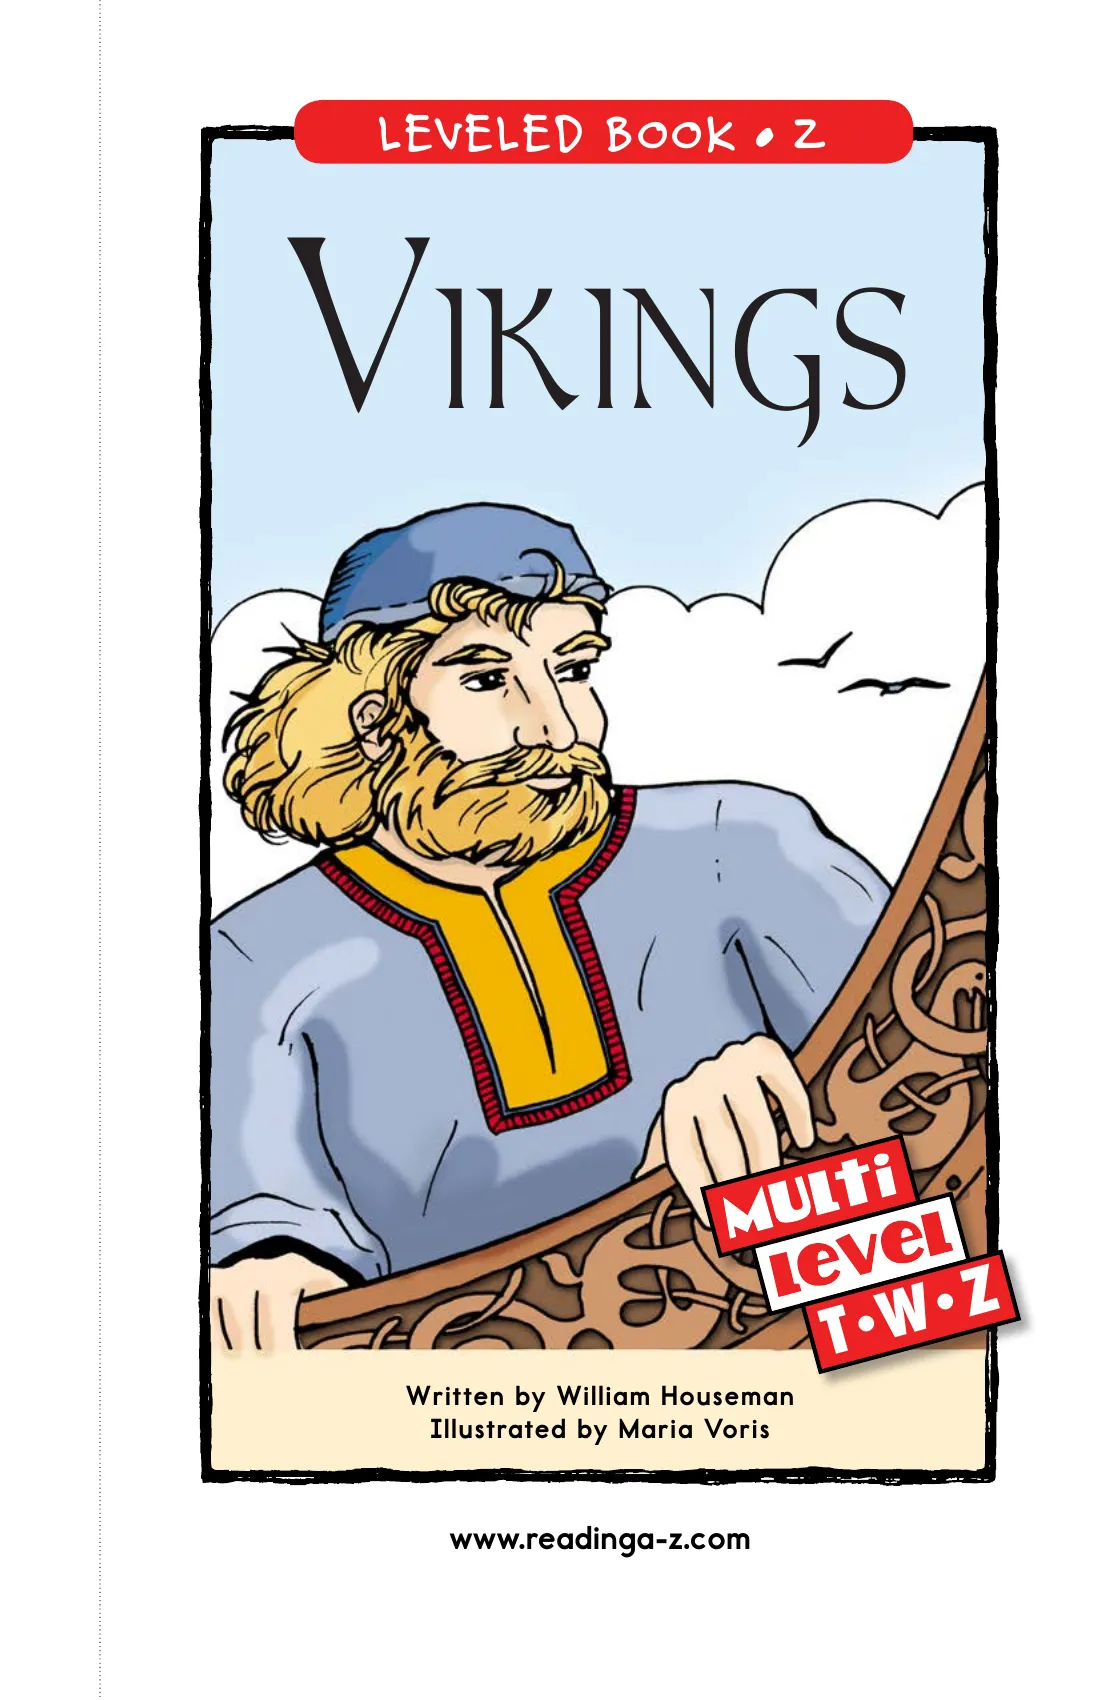 LEVELED BOOK • Z
VIKINGS
MULTI
level
T•W•Z
Written by William Houseman
Illustrated by Maria Voris
www.readinga-z.com